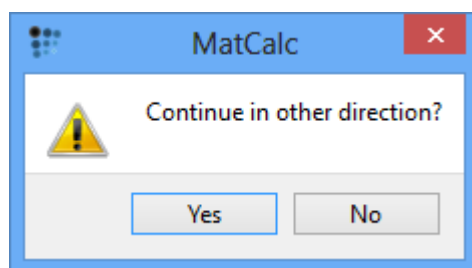 MatCalc
Continue in other direction?
Yes
No